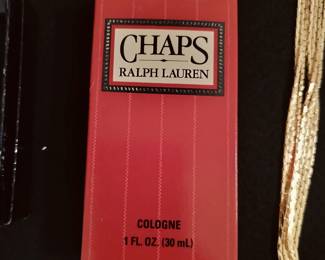 CHAPS
RALPH LAUREN
COLOGNE
1 FL. OZ. (30 mL)